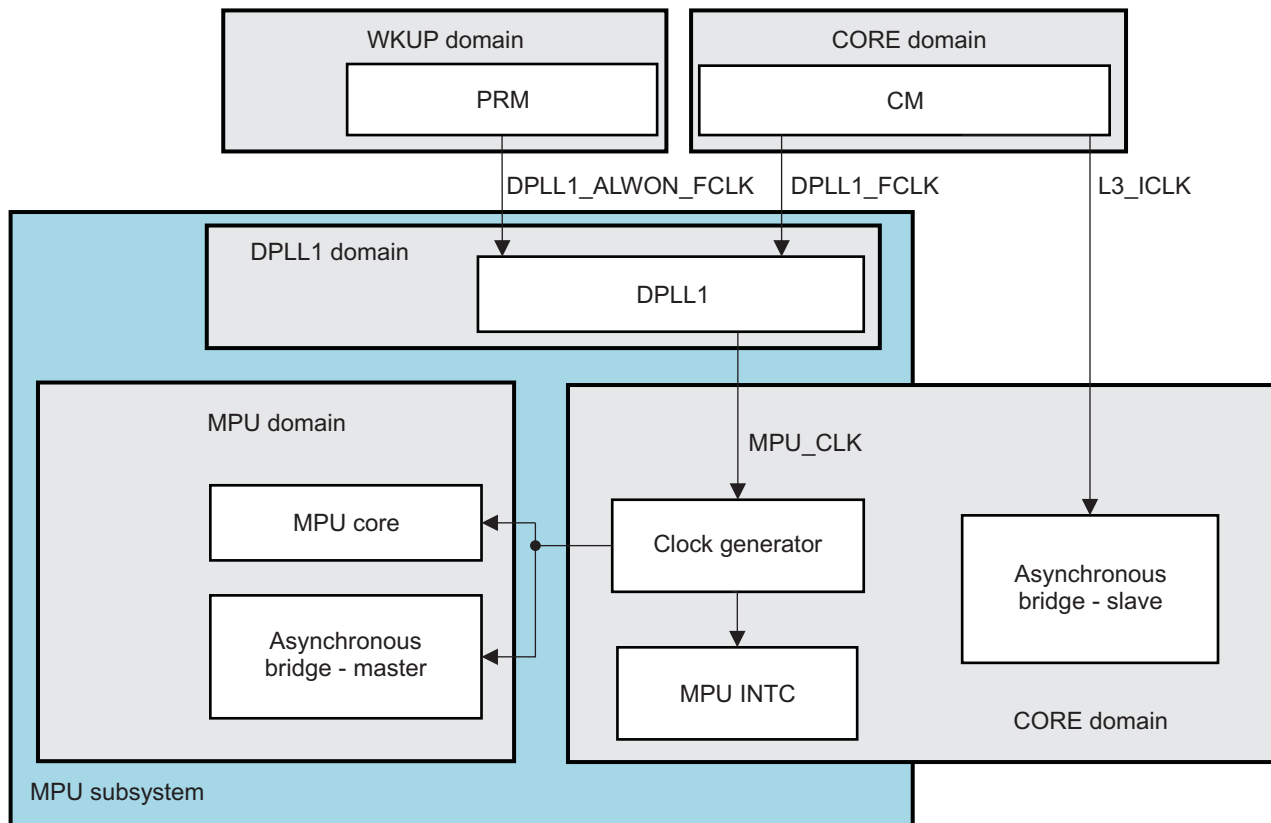 WKUP domain
CORE domain
PRM
CM
DPLL1_ALWON_FCLK
DPLL1_FCLK
L3_ICLK
DPLL1 domain
DPLL1
MPU domain
MPU_CLK
MPU core
Clock generator
Asynchronous
bridge - slave
Asynchronous
bridge - master
MPU INTC
CORE domain
MPU subsystem